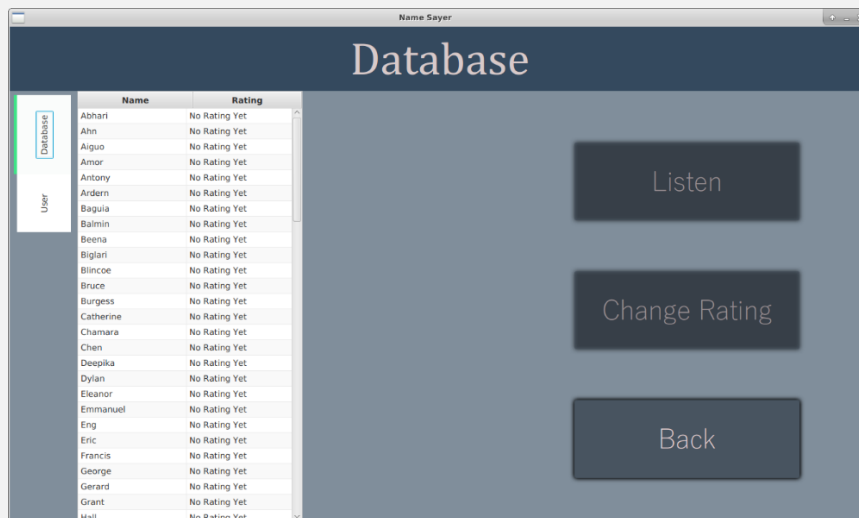 Name Sayer
Database
Database
User
Name Rating
Abhari No Rating Yet
Ahn No Rating Yet
Aiguo No Rating Yet
Amor No Rating Yet
Antony No Rating Yet
Ardern No Rating Yet
Baguia No Rating Yet
Balmin No Rating Yet
Beena No Rating Yet
Biglari No Rating Yet
Blincoe No Rating Yet
Bruce No Rating Yet
Burgess No Rating Yet
Catherine No Rating Yet
Chamara No Rating Yet
Chen No Rating Yet
Deepika No Rating Yet
Dylan No Rating Yet
Eleanor No Rating Yet
Emmanuel No Rating Yet
Eng No Rating Yet
Eric No Rating Yet
Francis No Rating Yet
George No Rating Yet
Gerard No Rating Yet
Grant No Rating Yet
Hall No Rating Yet
Listen
Change Rating
Back